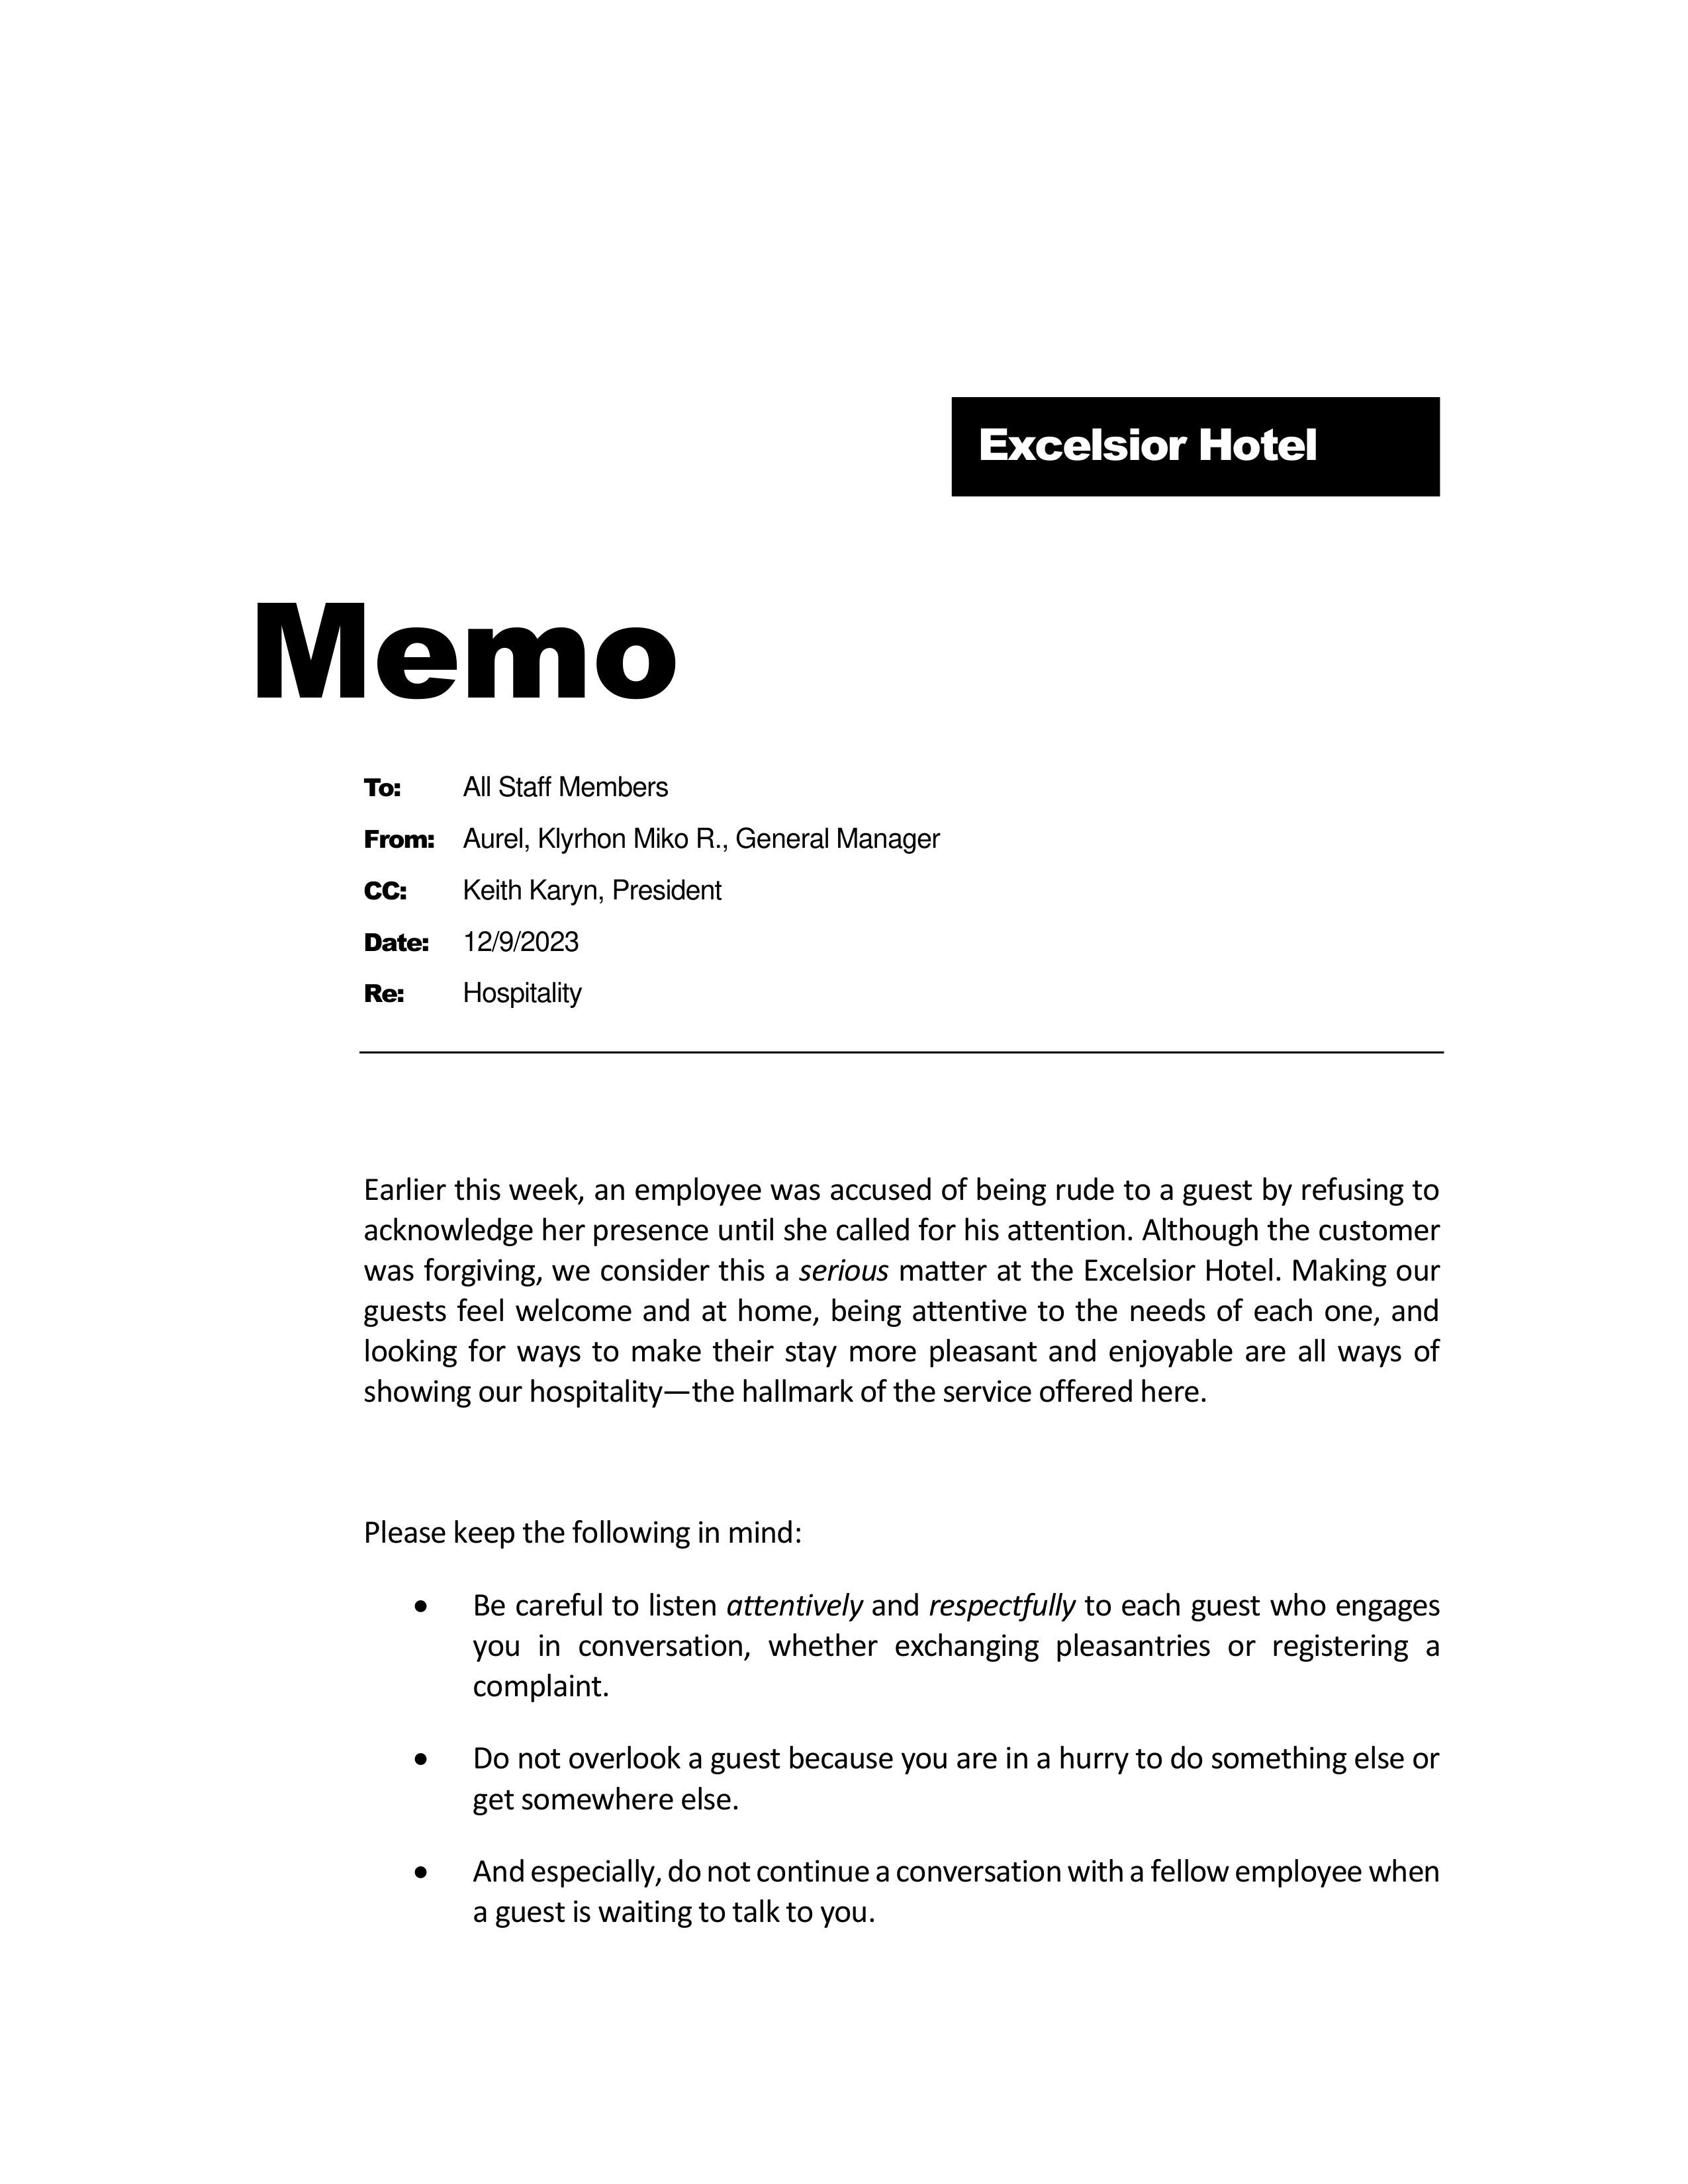 Excelsior Hotel
Memo
To: All Staff Members
From: Aurel, Klyrhon Miko R., General Manager
CC: Keith Karyn, President
Date: 12/9/2023
Re: Hospitality
Earlier this week, an employee was accused of being rude to a guest by refusing to
acknowledge her presence until she called for his attention. Although the customer
was forgiving, we consider this a serious matter at the Excelsior Hotel. Making our
guests feel welcome and at home, being attentive to the needs of each one, and
looking for ways to make their stay more pleasant and enjoyable are all ways of
showing our hospitality—the hallmark of the service offered here.
Please keep the following in mind:
• Be careful to listen attentively and respectfully to each guest who engages
you in conversation, whether exchanging pleasantries or registering a
complaint.
• Do not overlook a guest because you are in a hurry to do something else or
get somewhere else.
• And especially, do not continue a conversation with a fellow employee when
a guest is waiting to talk to you.